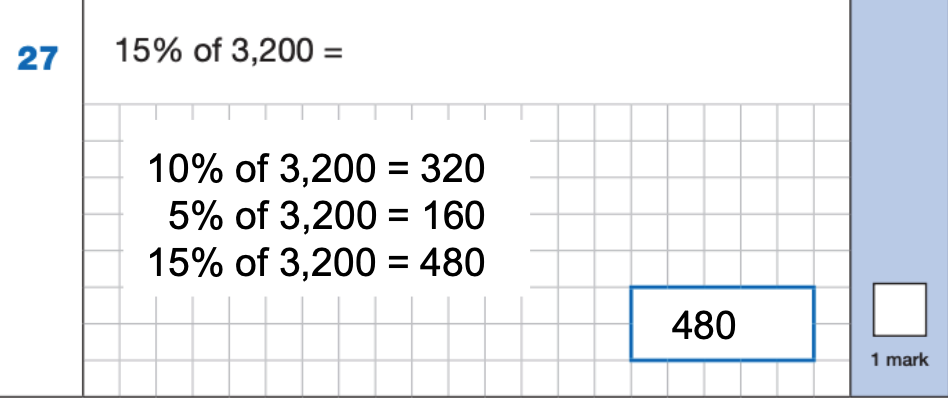 27
15% of 3,200 =
10% of 3,200 = 320
5% of 3,200 = 160
15% of 3,200 = 480
480
1 mark